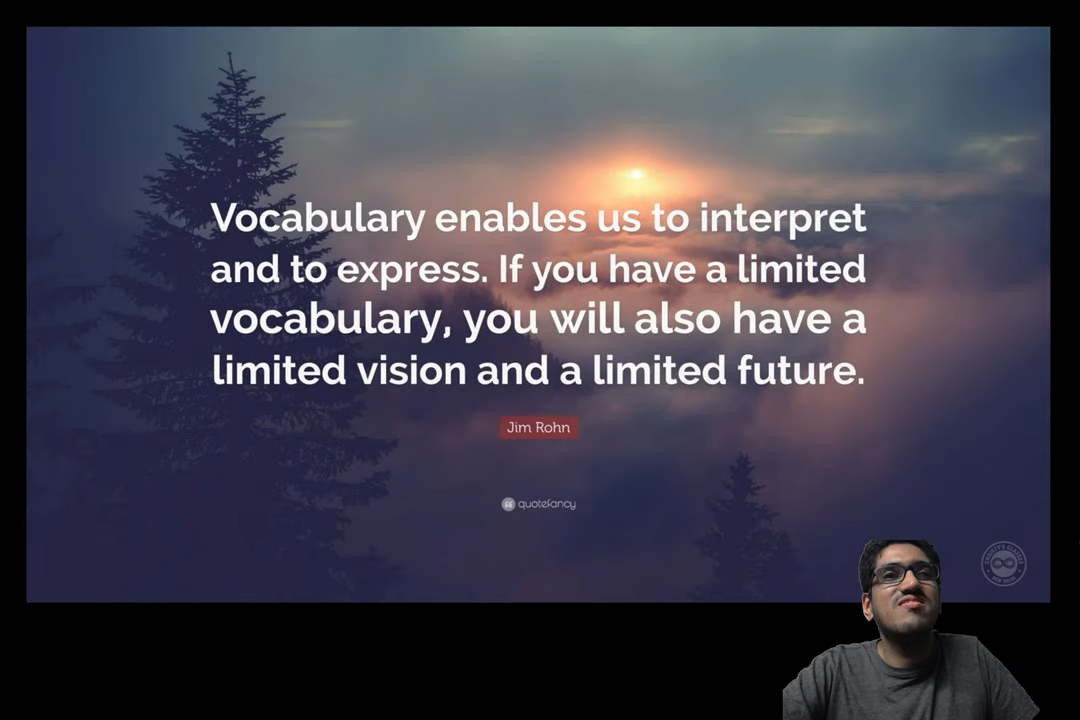 Vocabulary enables us to interpret
and to express. If you have a limited
vocabulary, you will also have a
limited vision and a limited future.
Jim Rohn
quotefancy